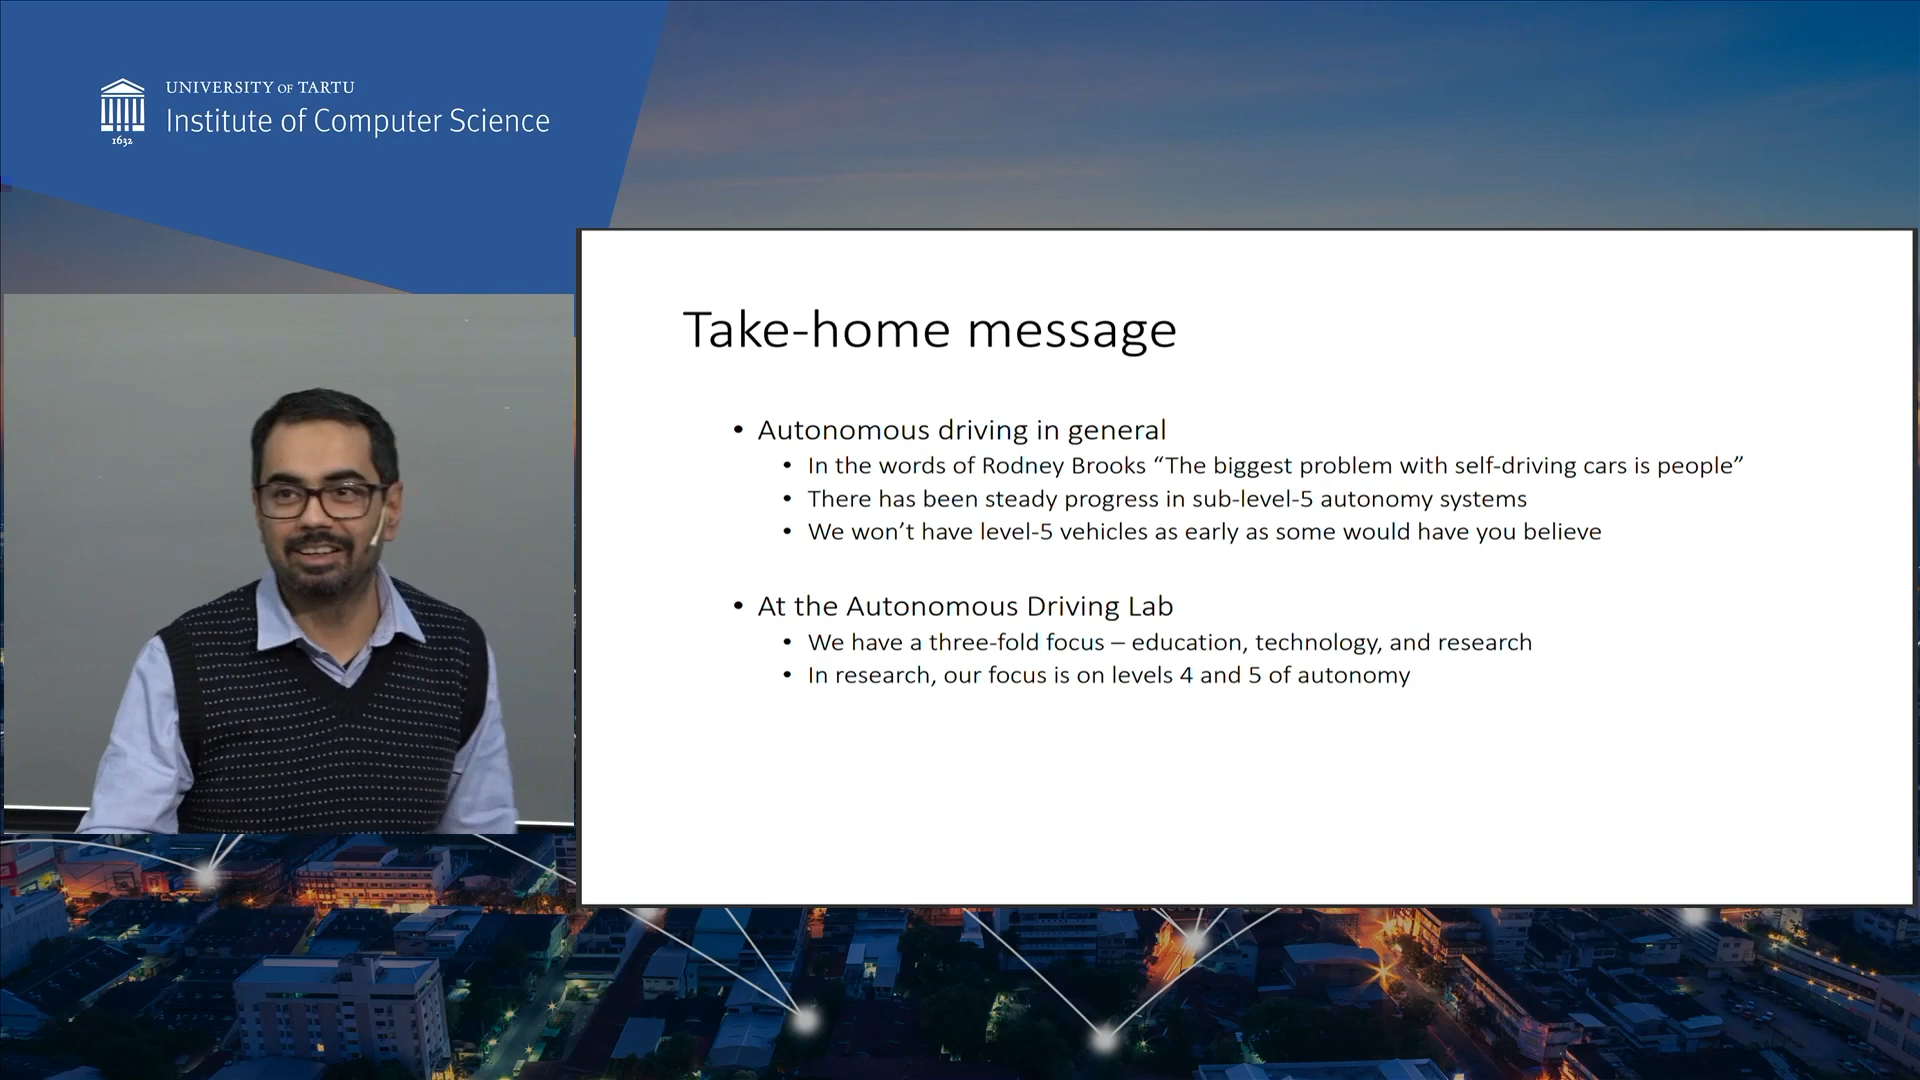 UNIVERSITY OF TARTU
Institute of Computer Science
1632
Take-home message
• Autonomous driving in general
• In the words of Rodney Brooks “The biggest problem with self-driving cars is people”
• There has been steady progress in sub-level-5 autonomy systems
• We won’t have level-5 vehicles as early as some would have you believe
• At the Autonomous Driving Lab
• We have a three-fold focus – education, technology, and research
• In research, our focus is on levels 4 and 5 of autonomy